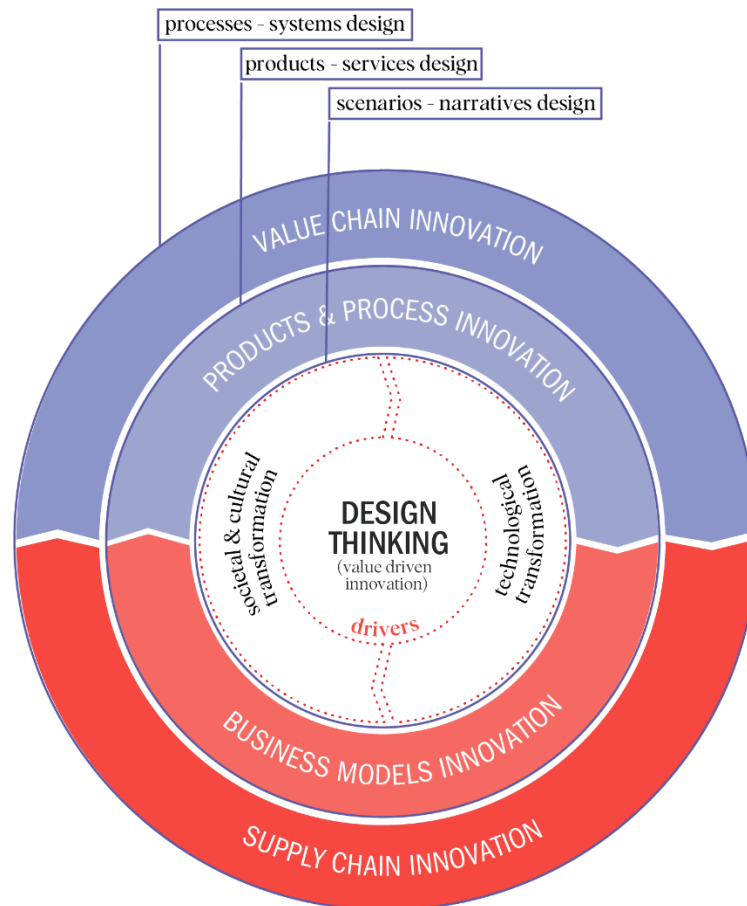 processes - systems design
products - services design
scenarios - narratives design
VALUE CHAIN INNOVATION
PRODUCTS & PROCESS INNOVATION
societal & cultural
transformation
DESIGN
THINKING
(value driven
innovation)
drivers
technological
transformation
BUSINESS MODELS INNOVATION
SUPPLY CHAIN INNOVATION